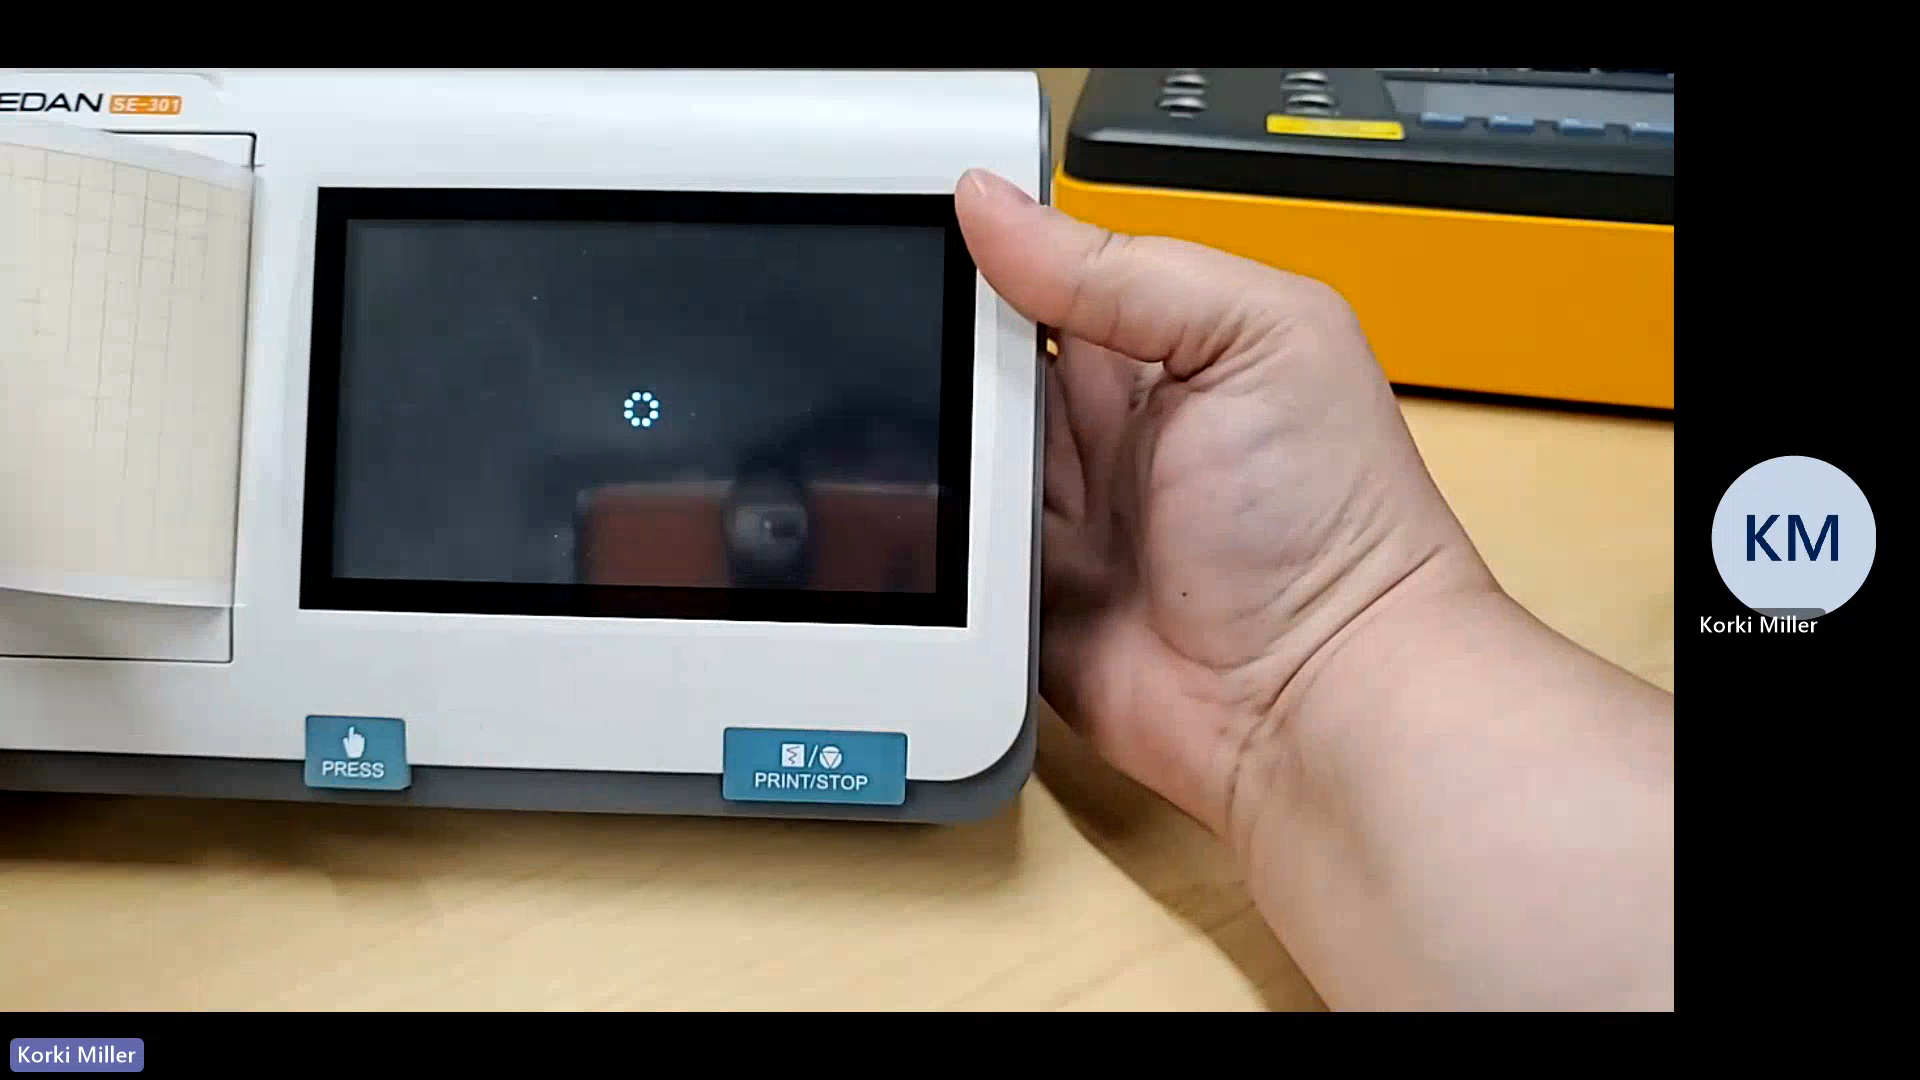 EDAN SE-301
PRESS
PRINT/STOP
KM
Korki Miller
Korki Miller